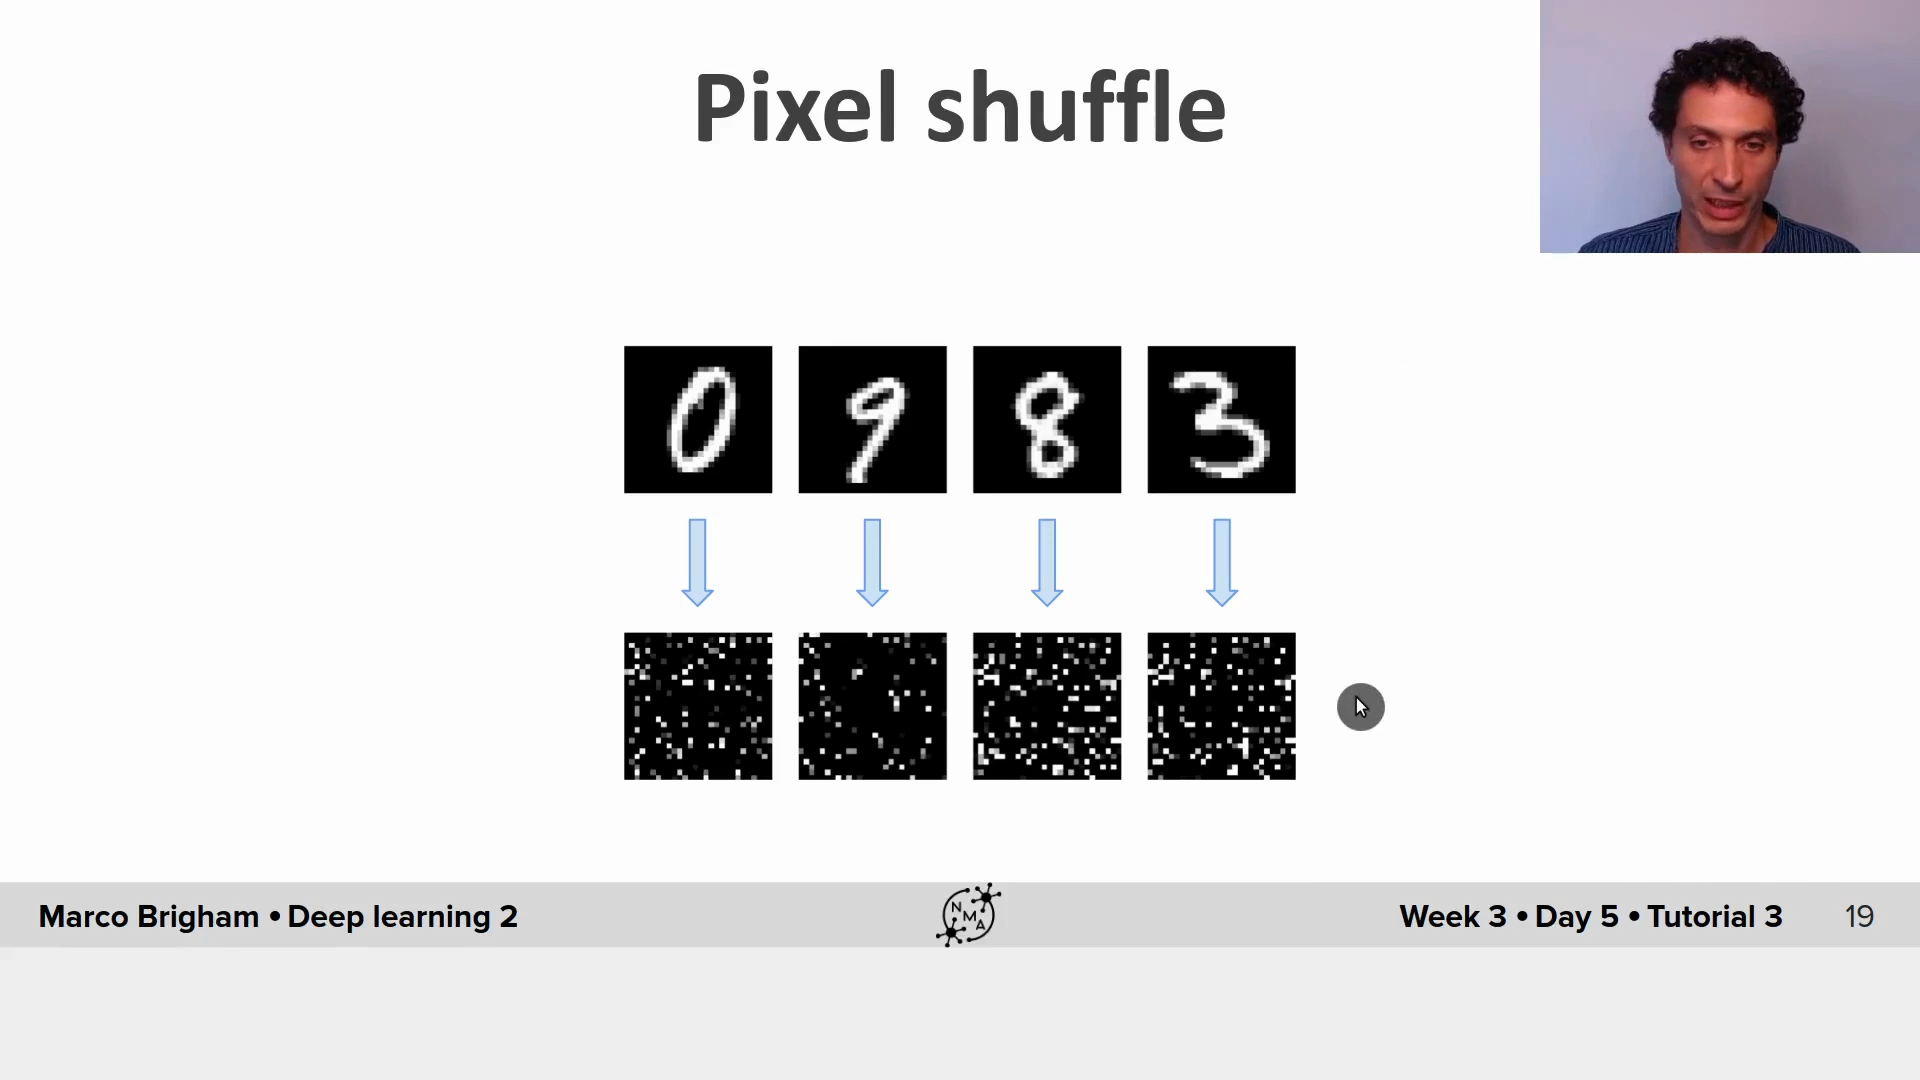 Pixel shuffle
0 9 8 3
Marco Brigham • Deep learning 2
N
M
A
Week 3 • Day 5 • Tutorial 3
19